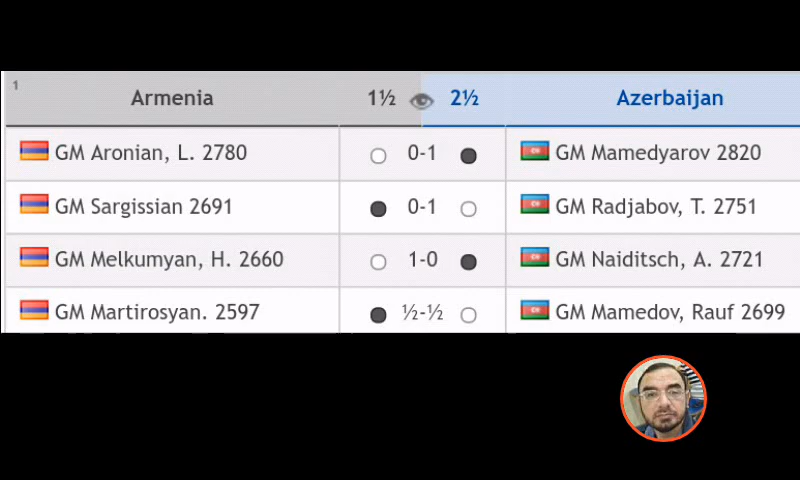 1
Armenia 1½ 2½ Azerbaijan
GM Aronian, L. 2780 0-1 GM Mamedyarov 2820
GM Sargissian 2691 0-1 GM Radjabov, T. 2751
GM Melkumyan, H. 2660 1-0 GM Naiditsch, A. 2721
GM Martirosyan. 2597 ½-½ GM Mamedov, Rauf 2699